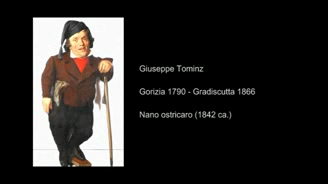 Giuseppe Tominz
Gorizia 1790 - Gradiscutta 1866
Nano ostricaro (1842 ca.)